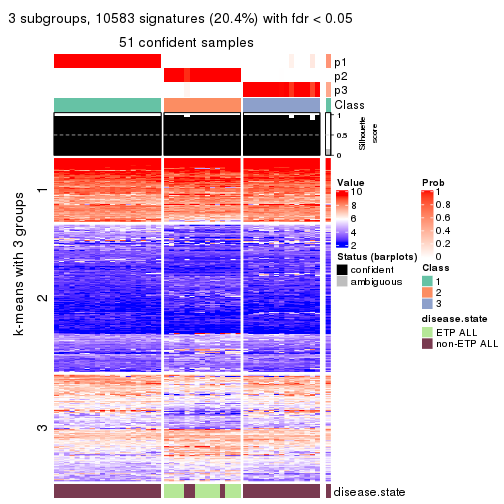 3 subgroups, 10583 signatures (20.4%) with fdr < 0.05
51 confident samples
p1
p2
p3
Class
1
0.5
0
Silhouette
score
k-means with 3 groups
1
2
3
disease.state
Value
10
8
6
4
2
Status (barplots)
confident
ambiguous
Prob
1
0.8
0.6
0.4
0.2
0
Class
1
2
3
disease.state
ETP ALL
non-ETP ALL